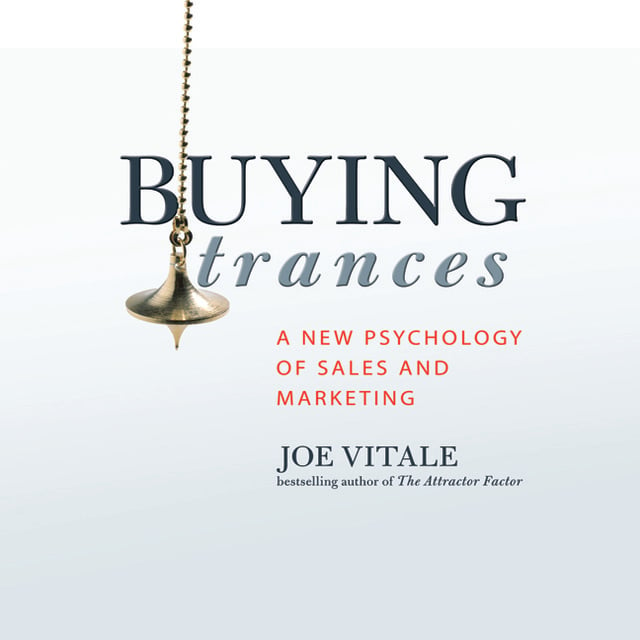 BUYING
trances
A NEW PSYCHOLOGY
OF SALES AND
MARKETING
JOE VITALE
bestselling author of The Attractor Factor